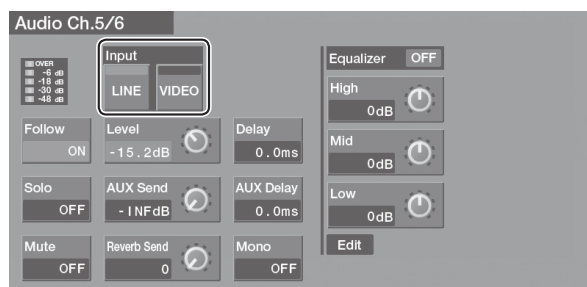 Audio Ch.5/6
OVER
-6 dB
-18 dB
-30 dB
-48 dB
Input
LINE
VIDEO
Follow
ON
Level
-15.2dB
Delay
0.0ms
Solo
OFF
AUX Send
-INFdB
AUX Delay
0.0ms
Mute
OFF
Reverb Send
0
Mono
OFF
Equalizer OFF
High
0dB
Mid
0dB
Low
0dB
Edit